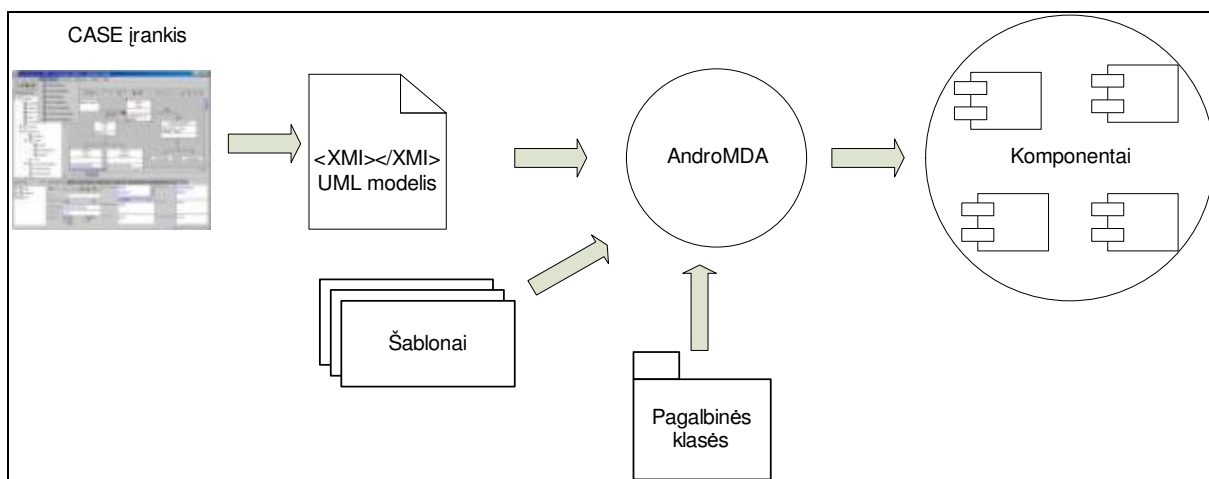 CASE įrankis
<XMI></XMI>
UML modelis
AndroMDA
Komponentai
Šablonai
Pagalbinės
klasės